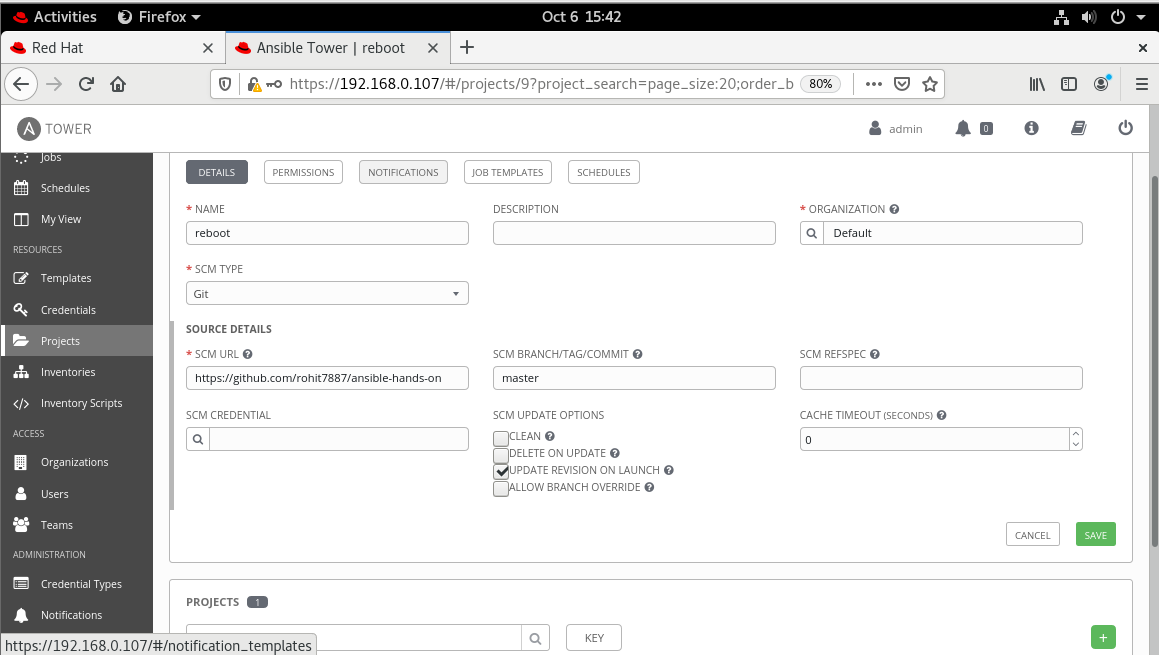 Activities Firefox Oct 6 15:42
Red Hat Ansible Tower | reboot
https://192.168.0.107/#/projects/9?project_search=page_size:20;order_b 80%
A TOWER admin 0
Jobs
Schedules
My View
RESOURCES
Templates
Credentials
Projects
Inventories
Inventory Scripts
ACCESS
Organizations
Users
Teams
ADMINISTRATION
Credential Types
Notifications
DETAILS PERMISSIONS NOTIFICATIONS JOB TEMPLATES SCHEDULES
* NAME DESCRIPTION * ORGANIZATION ?
reboot Default
* SCM TYPE
Git
SOURCE DETAILS
* SCM URL ? SCM BRANCH/TAG/COMMIT ? SCM REFSPEC ?
https://github.com/rohit7887/ansible-hands-on master
SCM CREDENTIAL SCM UPDATE OPTIONS CACHE TIMEOUT (SECONDS) ?
CLEAN ?
0
DELETE ON UPDATE ?
UPDATE REVISION ON LAUNCH ?
ALLOW BRANCH OVERRIDE ?
CANCEL SAVE
PROJECTS 1
KEY +
https://192.168.0.107/#/notification_templates